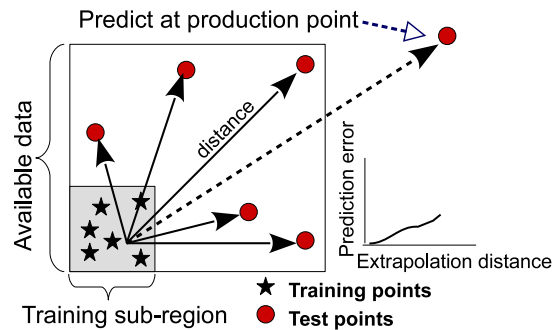 Predict at production point
Available data
distance
Prediction error
Extrapolation distance
Training sub-region
Training points
Test points